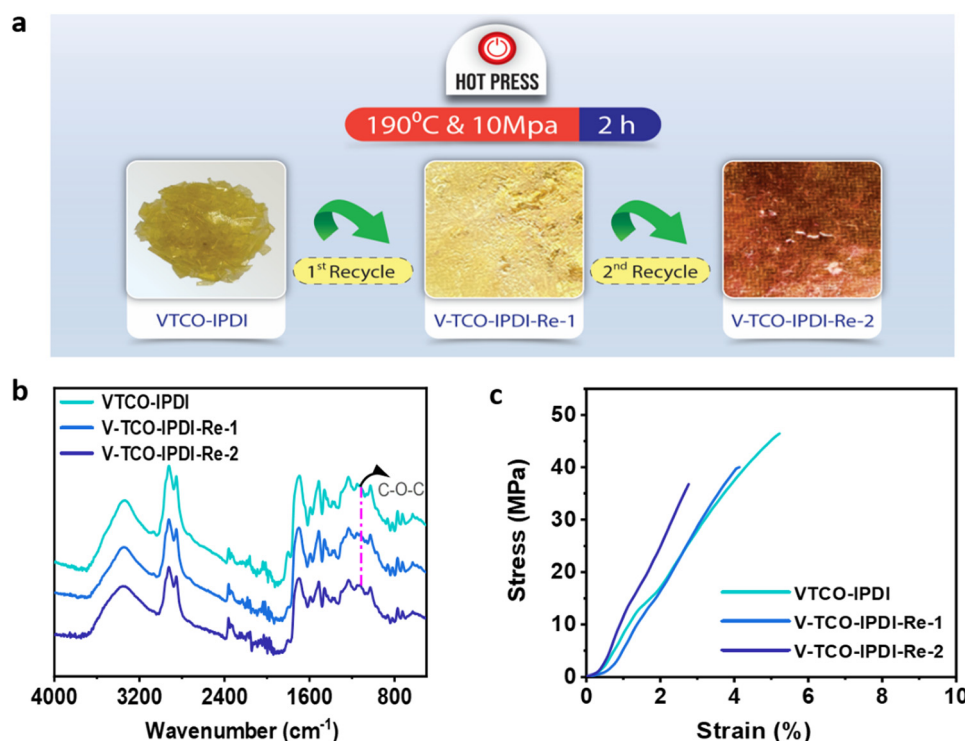 a
HOT PRESS
190⁰C & 10Mpa 2 h
1st Recycle
2nd Recycle
VTCO-IPDI
V-TCO-IPDI-Re-1
V-TCO-IPDI-Re-2
b
VTCO-IPDI
V-TCO-IPDI-Re-1
V-TCO-IPDI-Re-2
C-O-C
4000 3200 2400 1600 800
Wavenumber (cm-1)
c
50
40
30
20
10
0
Stress (MPa)
VTCO-IPDI
V-TCO-IPDI-Re-1
V-TCO-IPDI-Re-2
0 2 4 6 8 10
Strain (%)